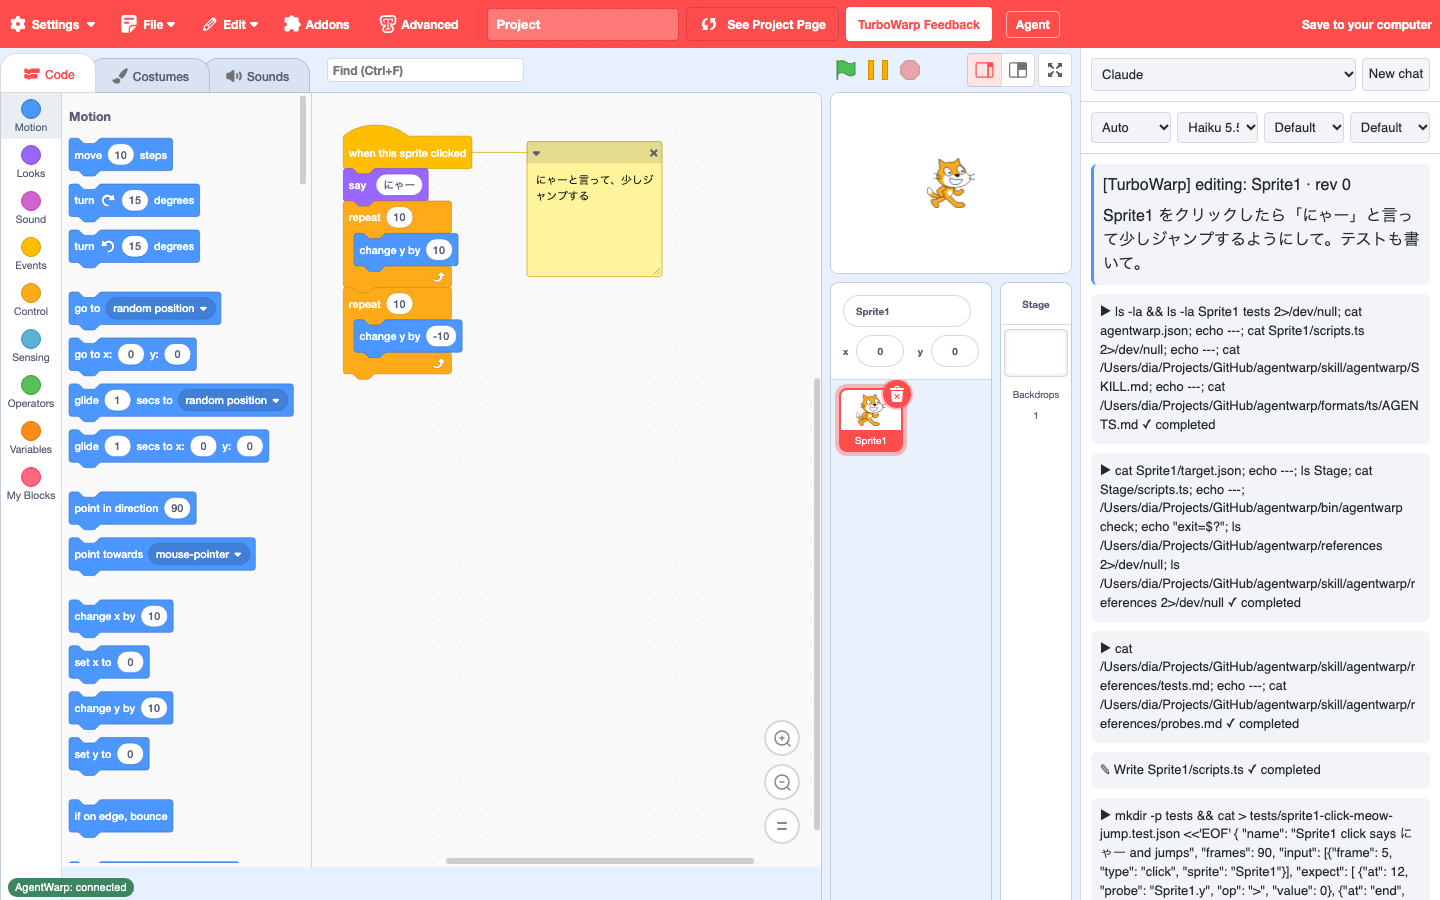 Settings
File
Edit
Addons
Advanced
Project
See Project Page
TurboWarp Feedback
Agent
Save to your computer
Code
Costumes
Sounds
Find (Ctrl+F)
Motion
Looks
Sound
Events
Control
Sensing
Operators
Variables
My Blocks
Motion
move 10 steps
turn 15 degrees
turn 15 degrees
go to random position
go to x: 0 y: 0
glide 1 secs to random position
glide 1 secs to x: 0 y: 0
point in direction 90
point towards mouse-pointer
change x by 10
set x to 0
change y by 10
set y to 0
if on edge, bounce
AgentWarp: connected
when this sprite clicked
say にゃー
repeat 10
change y by 10
repeat 10
change y by -10
にゃーと言って、少しジ
ャンプする
Sprite1
x 0 y 0
Sprite1
Stage
Backdrops
1
Claude
New chat
Auto
Haiku 5.5
Default
Default
[TurboWarp] editing: Sprite1 · rev 0
Sprite1 をクリックしたら「にゃー」と言っ
て少しジャンプするようにして。テストも書
いて。
▶ ls -la && ls -la Sprite1 tests 2>/dev/null; cat
agentwarp.json; echo ---; cat Sprite1/scripts.ts
2>/dev/null; echo ---; cat
/Users/dia/Projects/GitHub/agentwarp/skill/agentwarp/S
KILL.md; echo ---; cat
/Users/dia/Projects/GitHub/agentwarp/formats/ts/AGEN
TS.md ✓ completed
▶ cat Sprite1/target.json; echo ---; ls Stage; cat
Stage/scripts.ts; echo ---;
/Users/dia/Projects/GitHub/agentwarp/bin/agentwarp
check; echo "exit=$?"; ls
/Users/dia/Projects/GitHub/agentwarp/references
2>/dev/null; ls
/Users/dia/Projects/GitHub/agentwarp/skill/agentwarp/r
eferences 2>/dev/null ✓ completed
▶ cat
/Users/dia/Projects/GitHub/agentwarp/skill/agentwarp/r
eferences/tests.md; echo ---; cat
/Users/dia/Projects/GitHub/agentwarp/skill/agentwarp/r
eferences/probes.md ✓ completed
✎ Write Sprite1/scripts.ts ✓ completed
▶ mkdir -p tests && cat > tests/sprite1-click-meow-
jump.test.json <<'EOF' { "name": "Sprite1 click says に
ゃー and jumps", "frames": 90, "input": [{"frame": 5,
"type": "click", "sprite": "Sprite1"}], "expect": [ {"at": 12,
"probe": "Sprite1.y", "op": ">", "value": 0}, {"at": "end",